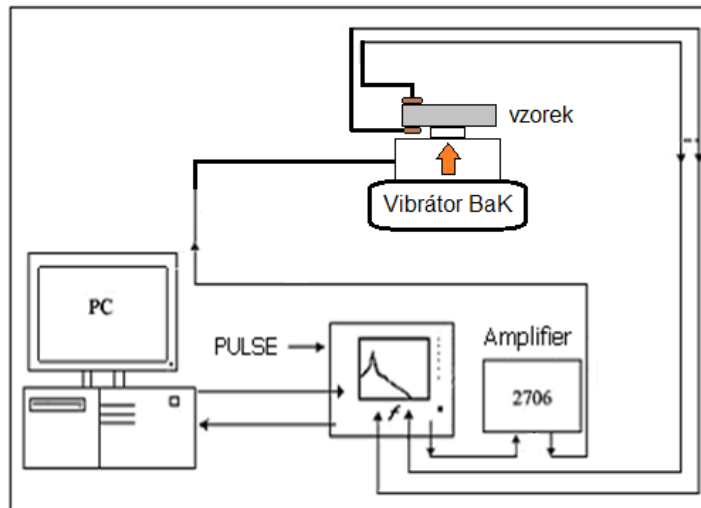 vzorek
Vibrátor BaK
PC
PULSE
Amplifier
2706
f